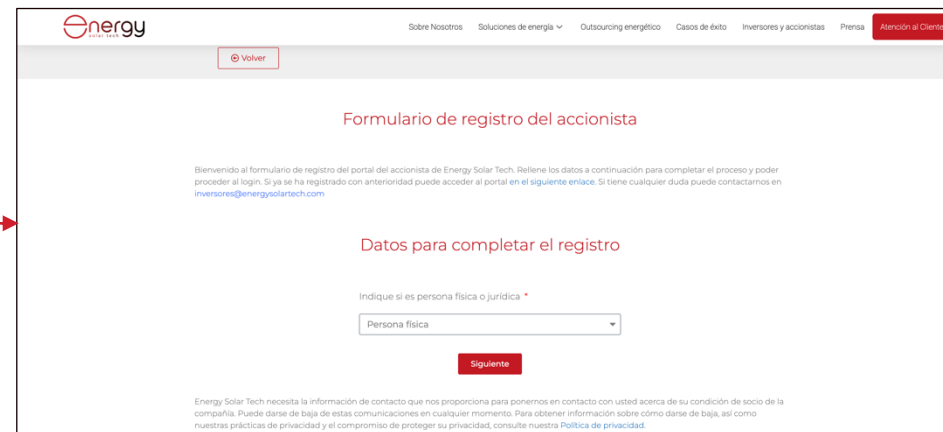 energy
solar tech
Sobre Nosotros Soluciones de energía Outsourcing energético Casos de éxito Inversores y accionistas Prensa Atención al Cliente
Volver
Formulario de registro del accionista
Bienvenido al formulario de registro del portal del accionista de Energy Solar Tech. Rellene los datos a continuación para completar el proceso y poder
proceder al login. Si ya se ha registrado con anterioridad puede acceder al portal en el siguiente enlace. Si tiene cualquier duda puede contactarnos en
inversores@energysolartech.com
Datos para completar el registro
Indique si es persona física o jurídica *
Persona física
Siguiente
Energy Solar Tech necesita la información de contacto que nos proporciona para ponernos en contacto con usted acerca de su condición de socio de la
compañía. Puede darse de baja de estas comunicaciones en cualquier momento. Para obtener información sobre cómo darse de baja, así como
nuestras prácticas de privacidad y el compromiso de proteger su privacidad, consulte nuestra Política de privacidad.